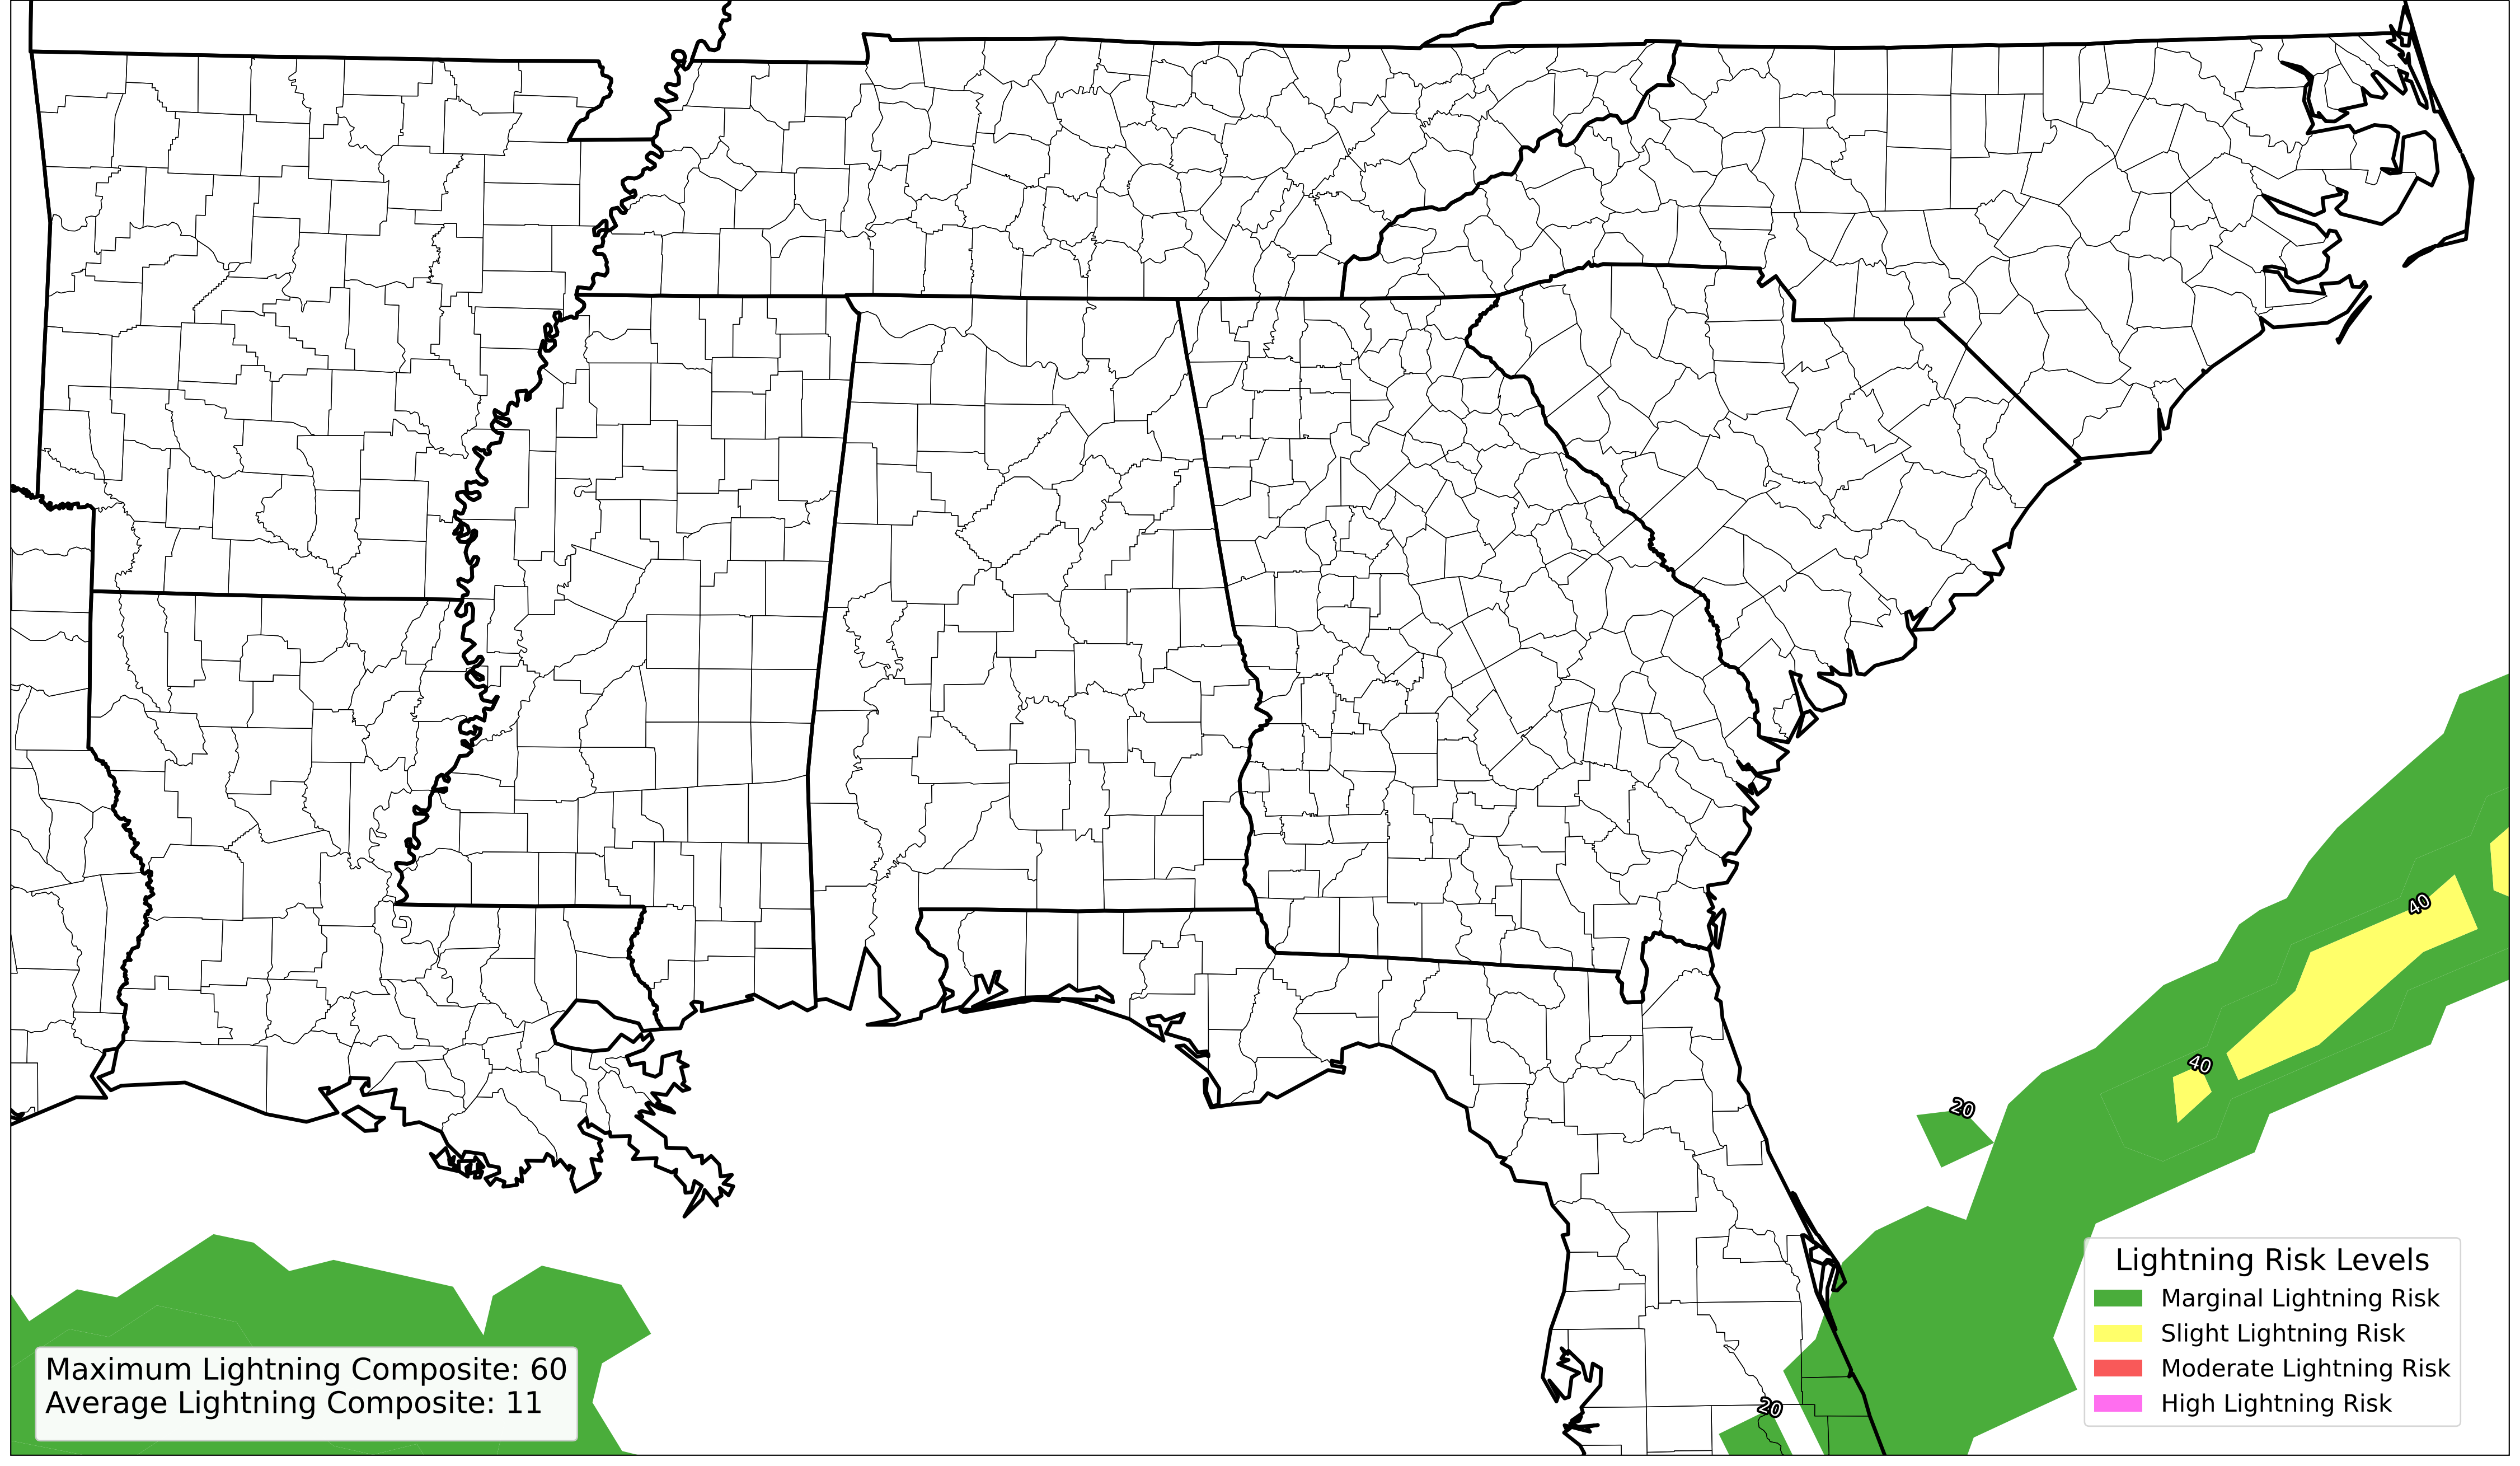 40
40
20
20
Lightning Risk Levels
Marginal Lightning Risk
Slight Lightning Risk
Moderate Lightning Risk
High Lightning Risk
Maximum Lightning Composite: 60
Average Lightning Composite: 11